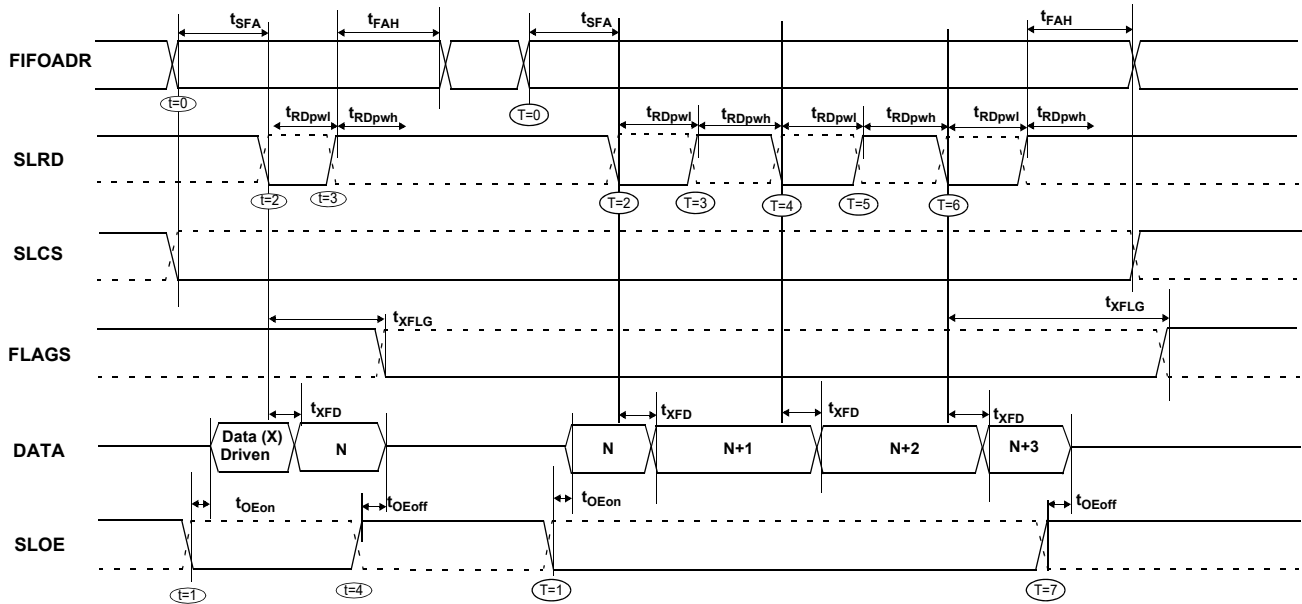 tSFA tFAH tSFA tFAH
FIFOADR
t=0 T=0
tRDpwl tRDpwh tRDpwl tRDpwh tRDpwl tRDpwh tRDpwl tRDpwh
SLRD
t=2 t=3 T=2 T=3 T=4 T=5 T=6
SLCS
tXFLG tXFLG
FLAGS
tXFD tXFD tXFD tXFD
DATA
Data (X)
Driven
N N N+1 N+2 N+3
tOEon tOEoff tOEon tOEoff
SLOE
t=1 t=4 T=1 T=7